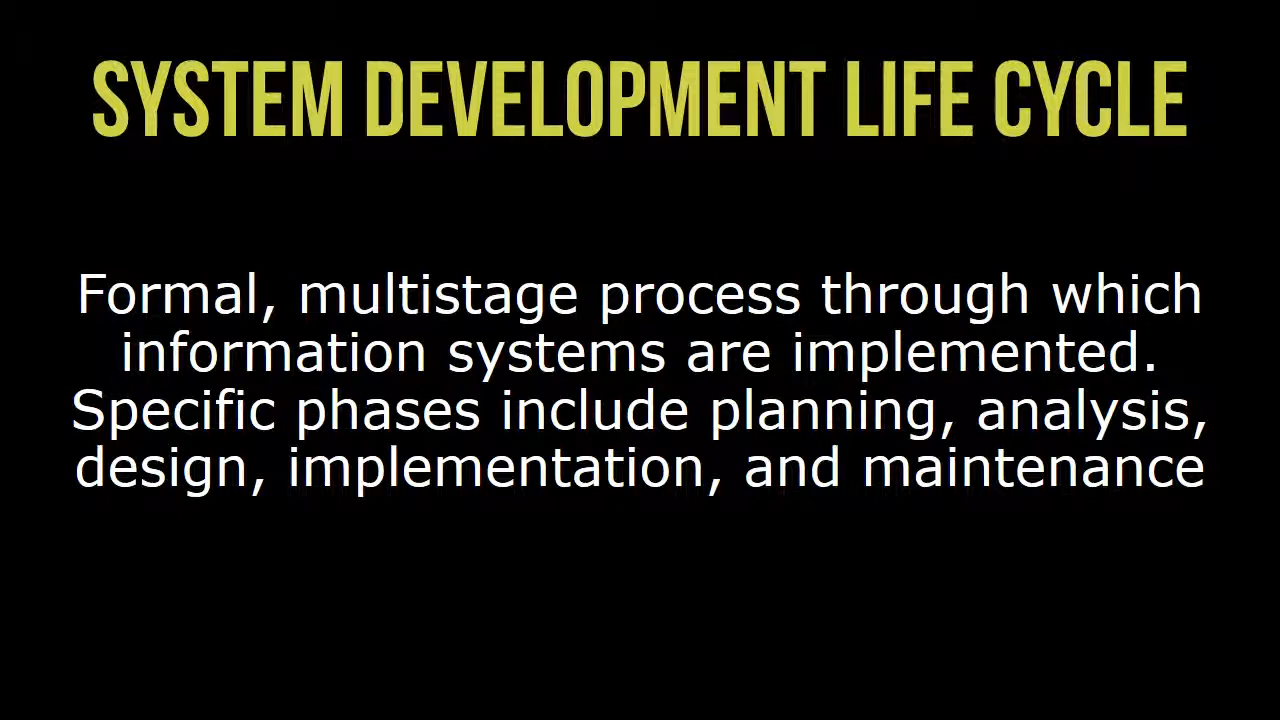 SYSTEM DEVELOPMENT LIFE CYCLE
Formal, multistage process through which
information systems are implemented.
Specific phases include planning, analysis,
design, implementation, and maintenance